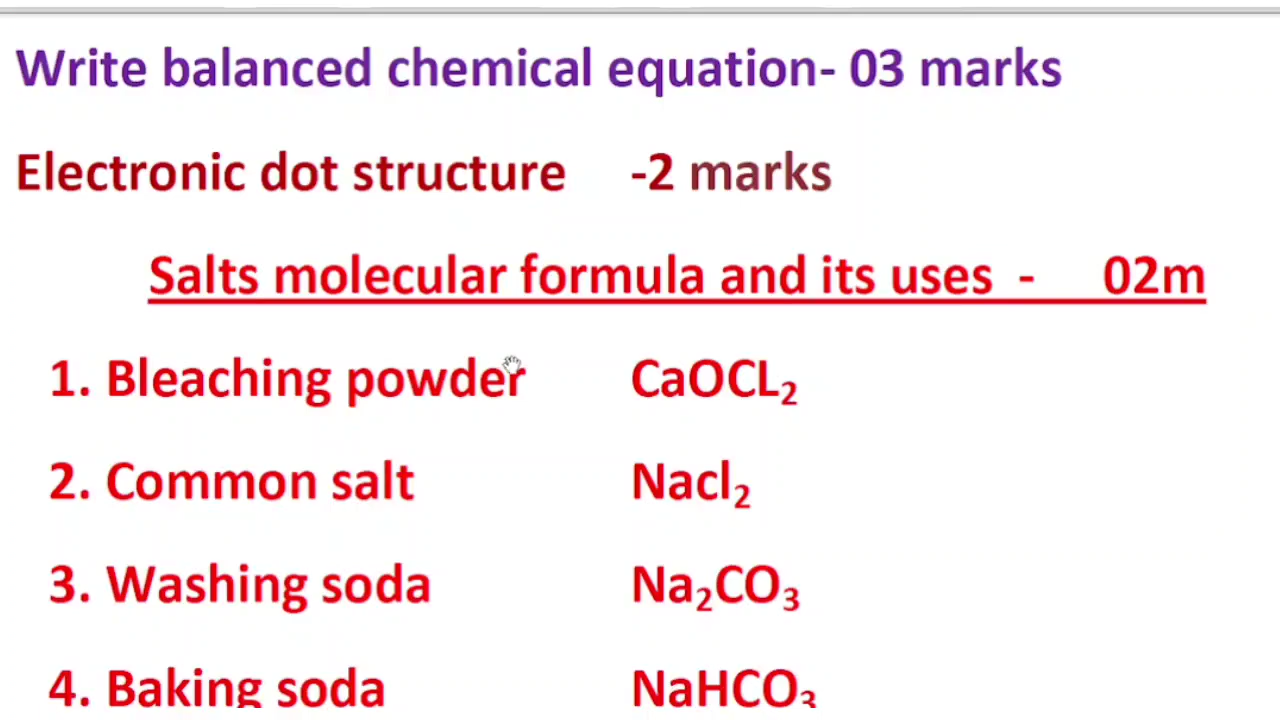 Write balanced chemical equation- 03 marks
Electronic dot structure -2 marks
Salts molecular formula and its uses - 02m
1. Bleaching powder CaOCL₂
2. Common salt Nacl₂
3. Washing soda Na₂CO₃
4. Baking soda NaHCO₃